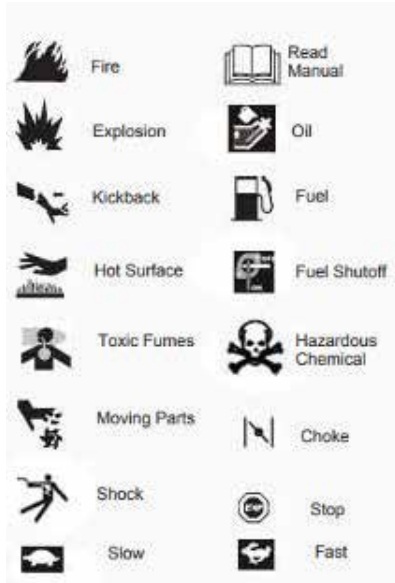 Fire
Read
Manual
Explosion
Oil
Kickback
Fuel
Hot Surface
Fuel Shutoff
Toxic Fumes
Hazardous
Chemical
Moving Parts
Choke
Shock
Stop
Slow
Fast